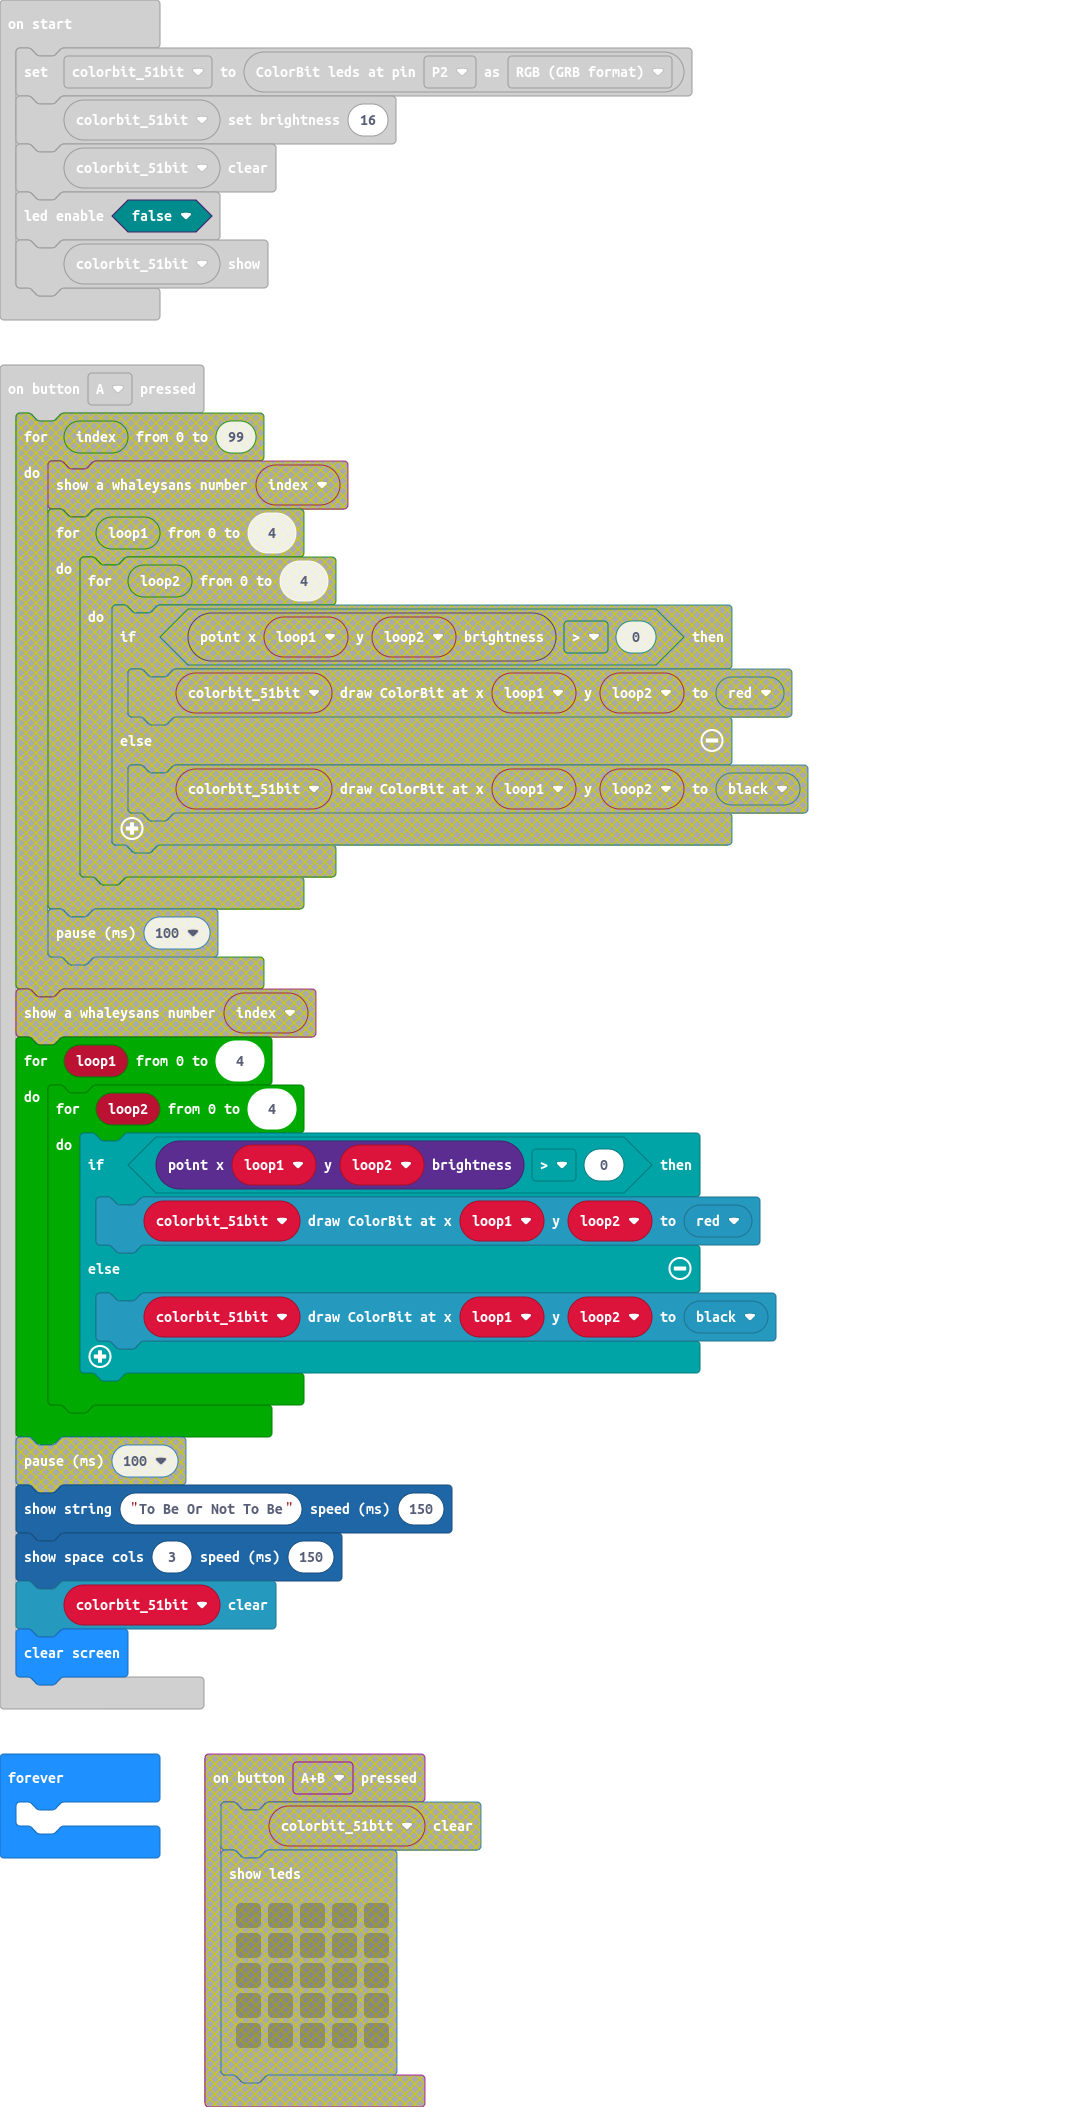 on start
set colorbit_51bit to ColorBit leds at pin P2 as RGB (GRB format)
colorbit_51bit set brightness 16
colorbit_51bit clear
led enable false
colorbit_51bit show
on button A pressed
for index from 0 to 99
do
show a whaleysans number index
for loop1 from 0 to 4
do
for loop2 from 0 to 4
do
if point x loop1 y loop2 brightness > 0 then
colorbit_51bit draw ColorBit at x loop1 y loop2 to red
else
colorbit_51bit draw ColorBit at x loop1 y loop2 to black
pause (ms) 100
show a whaleysans number index
for loop1 from 0 to 4
do
for loop2 from 0 to 4
do
if point x loop1 y loop2 brightness > 0 then
colorbit_51bit draw ColorBit at x loop1 y loop2 to red
else
colorbit_51bit draw ColorBit at x loop1 y loop2 to black
pause (ms) 100
show string "To Be Or Not To Be" speed (ms) 150
show space cols 3 speed (ms) 150
colorbit_51bit clear
clear screen
forever
on button A+B pressed
colorbit_51bit clear
show leds